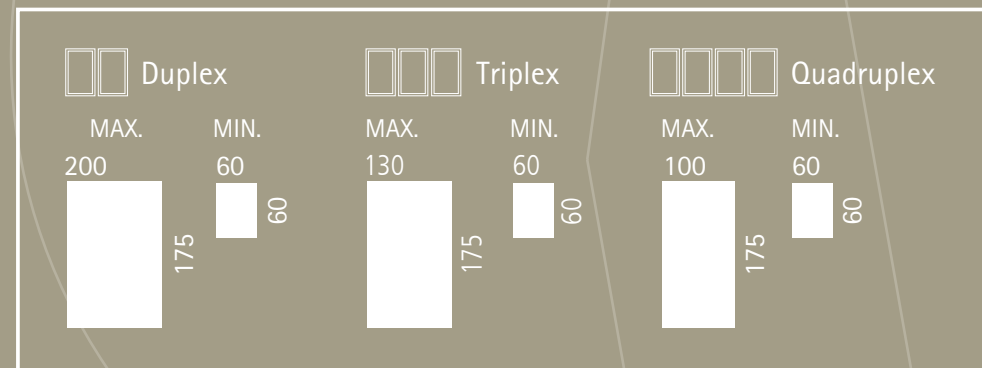 Duplex Triplex Quadruplex
MAX. MIN. MAX. MIN. MAX. MIN.
200 60 130 60 100 60
60 60 60
175 175 175